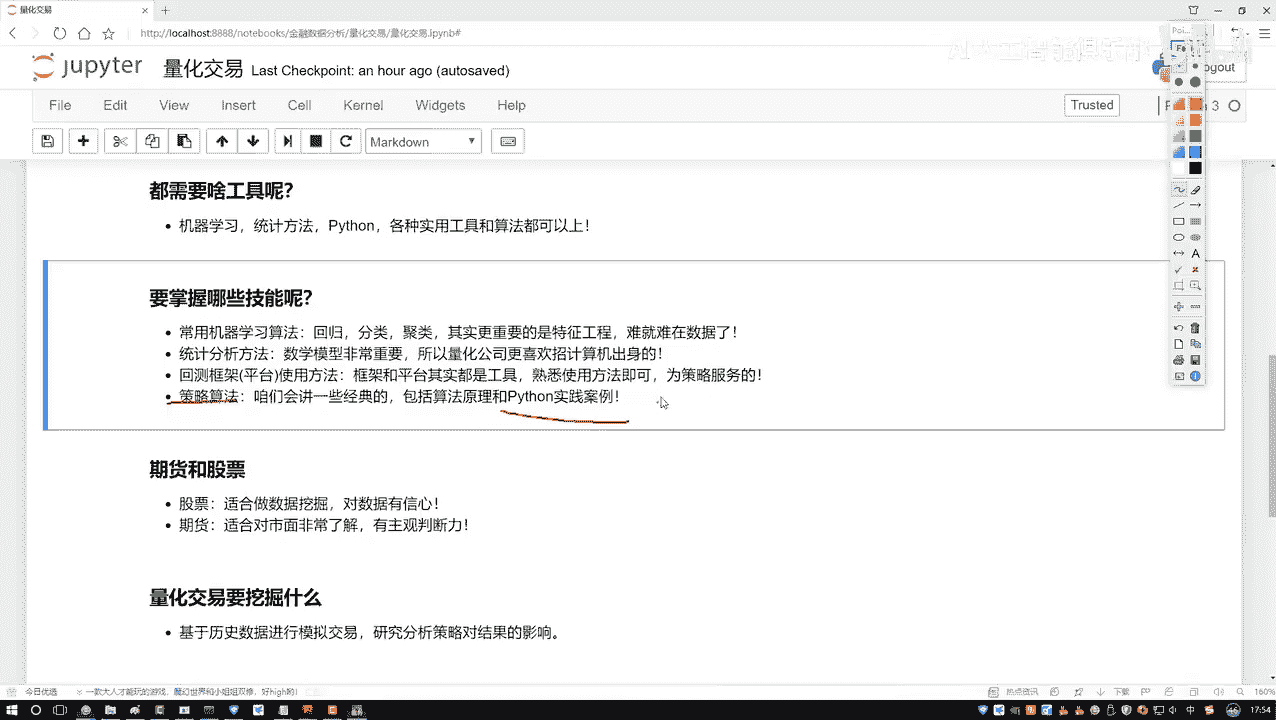 量化交易
http://localhost:8888/notebooks/金融数据分析/量化交易/量化交易.ipynb#
jupyter 量化交易 Last Checkpoint: an hour ago (autosaved)
ogout
File Edit View Insert Cell Kernel Widgets Help
Trusted
3
Markdown
都需要啥工具呢?
• 机器学习，统计方法，Python，各种实用工具和算法都可以上！
要掌握哪些技能呢?
• 常用机器学习算法：回归，分类，聚类，其实更重要的是特征工程，难就难在数据了！
• 统计分析方法：数学模型非常重要，所以量化公司更喜欢招计算机出身的！
• 回测框架(平台)使用方法：框架和平台其实都是工具，熟悉使用方法即可，为策略服务的！
• 策略算法：咱们会讲一些经典的，包括算法原理和Python实践案例！
期货和股票
• 股票：适合做数据挖掘，对数据有信心！
• 期货：适合对市面非常了解，有主观判断力！
量化交易要挖掘什么
• 基于历史数据进行模拟交易，研究分析策略对结果的影响。
今日优选 一款大人才能玩的游戏，魔幻世界和小姐姐双修，好high哟！
热点资讯 下载 160%
中 17:54